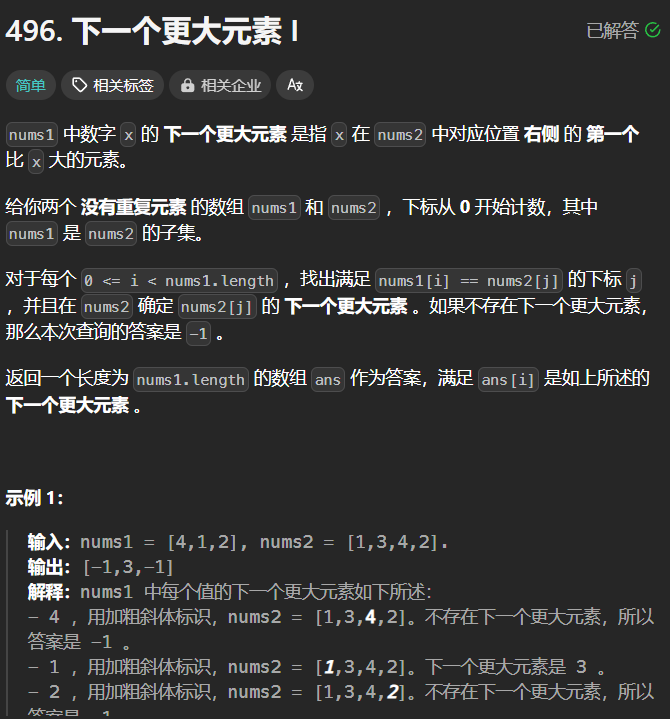 496. 下一个更大元素 I
已解答
简单 相关标签 相关企业 Aず
nums1 中数字 x 的 下一个更大元素 是指 x 在 nums2 中对应位置 右侧 的 第一个
比 x 大的元素。
给你两个 没有重复元素 的数组 nums1 和 nums2 ，下标从 0 开始计数，其中
nums1 是 nums2 的子集。
对于每个 0 <= i < nums1.length ，找出满足 nums1[i] == nums2[j] 的下标 j
，并且在 nums2 确定 nums2[j] 的 下一个更大元素 。如果不存在下一个更大元素，
那么本次查询的答案是 -1 。
返回一个长度为 nums1.length 的数组 ans 作为答案，满足 ans[i] 是如上所述的
下一个更大元素 。
示例 1：
输入：nums1 = [4,1,2], nums2 = [1,3,4,2].
输出：[-1,3,-1]
解释：nums1 中每个值的下一个更大元素如下所述：
- 4 ，用加粗斜体标识，nums2 = [1,3,4,2]。不存在下一个更大元素，所以
答案是 -1 。
- 1 ，用加粗斜体标识，nums2 = [1,3,4,2]。下一个更大元素是 3 。
- 2 ，用加粗斜体标识，nums2 = [1,3,4,2]。不存在下一个更大元素，所以
答案是 -1